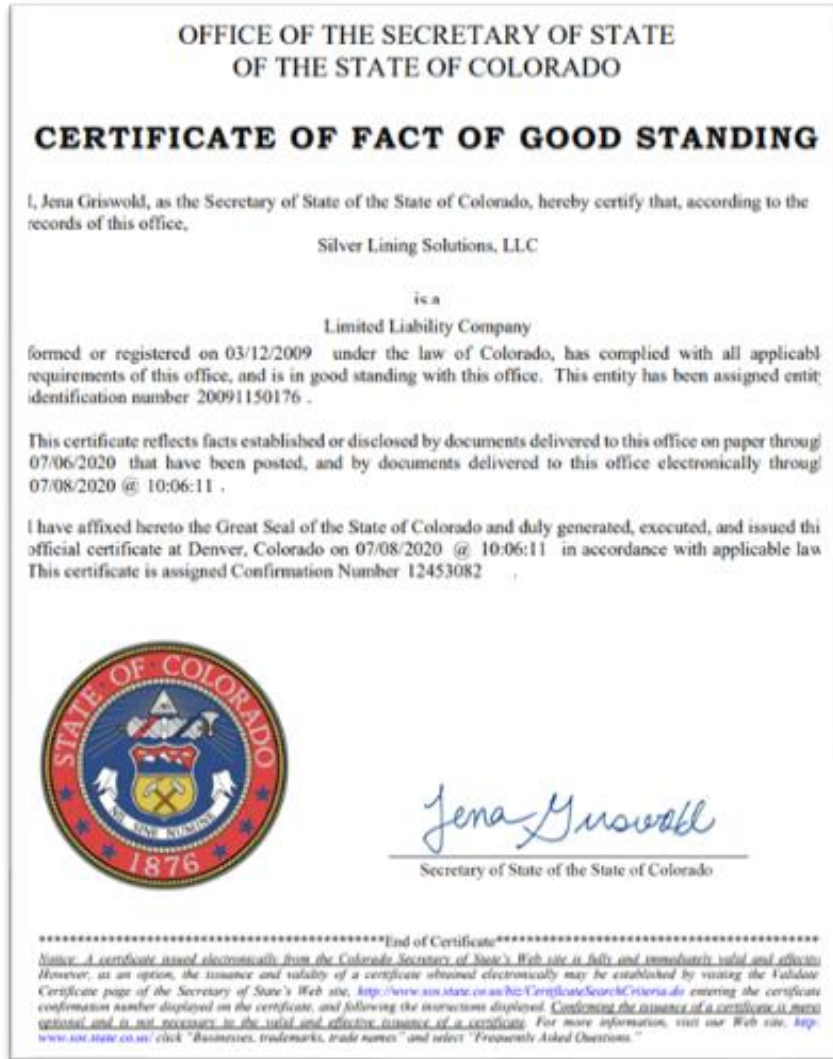 OFFICE OF THE SECRETARY OF STATE
OF THE STATE OF COLORADO
CERTIFICATE OF FACT OF GOOD STANDING
I, Jena Griswold, as the Secretary of State of the State of Colorado, hereby certify that, according to the
records of this office,
Silver Lining Solutions, LLC
is a
Limited Liability Company
formed or registered on 03/12/2009 under the law of Colorado, has complied with all applicabl
requirements of this office, and is in good standing with this office. This entity has been assigned entit
identification number 20091150176 .
This certificate reflects facts established or disclosed by documents delivered to this office on paper throug
07/06/2020 that have been posted, and by documents delivered to this office electronically throug
07/08/2020 @ 10:06:11 .
I have affixed hereto the Great Seal of the State of Colorado and duly generated, executed, and issued thi
official certificate at Denver, Colorado on 07/08/2020 @ 10:06:11 in accordance with applicable law
This certificate is assigned Confirmation Number 12453082 .
STATE OF COLORADO
NIL SINE NUMINE
1876
Jena Griswold
Secretary of State of the State of Colorado
*********************************************End of Certificate*********************************************
Notice: A certificate issued electronically from the Colorado Secretary of State's Web site is fully and immediately valid and effectiv
However, as an option, the issuance and validity of a certificate obtained electronically may be established by visiting the Validate
Certificate page of the Secretary of State's Web site, http://www.sos.state.co.us/biz/CertificateSearchCriteria.do entering the certificate
confirmation number displayed on the certificate, and following the instructions displayed. Confirming the issuance of a certificate is merel
optional and is not necessary to the valid and effective issuance of a certificate. For more information, visit our Web site, http:
www.sos.state.co.us/ click "Businesses, trademarks, trade names" and select "Frequently Asked Questions."